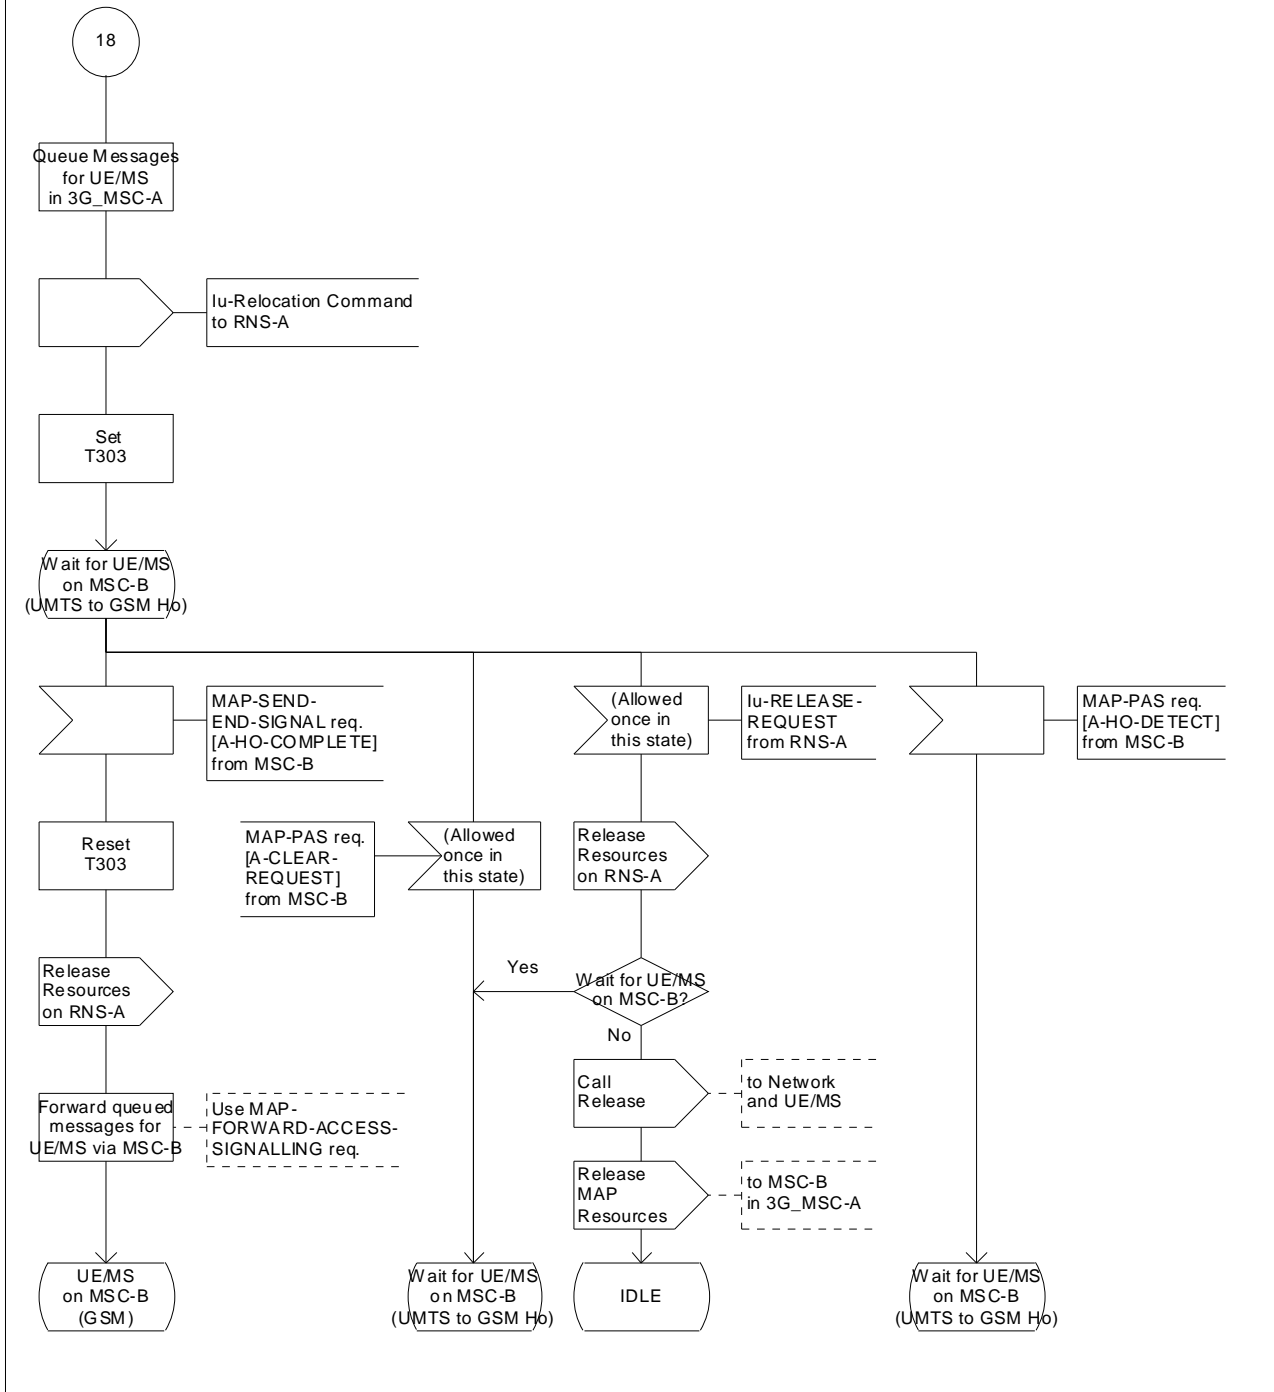 18
Queue Messages
for UE/MS
in 3G_MSC-A
Iu-Relocation Command
to RNS-A
Set
T303
Wait for UE/MS
on MSC-B
(UMTS to GSM Ho)
MAP-SEND-
END-SIGNAL req.
[A-HO-COMPLETE]
from MSC-B
(Allowed
once in
this state)
Iu-RELEASE-
REQUEST
from RNS-A
MAP-PAS req.
[A-HO-DETECT]
from MSC-B
Reset
T303
MAP-PAS req.
[A-CLEAR-
REQUEST]
from MSC-B
(Allowed
once in
this state)
Release
Resources
on RNS-A
Release
Resources
on RNS-A
Yes
Wait for UE/MS
on MSC-B?
No
Forward queued
messages for
UE/MS via MSC-B
Use MAP-
FORWARD-ACCESS-
SIGNALLING req.
Call
Release
to Network
and UE/MS
Release
MAP
Resources
to MSC-B
in 3G_MSC-A
UE/MS
on MSC-B
(GSM)
Wait for UE/MS
on MSC-B
(UMTS to GSM Ho)
IDLE
Wait for UE/MS
on MSC-B
(UMTS to GSM Ho)